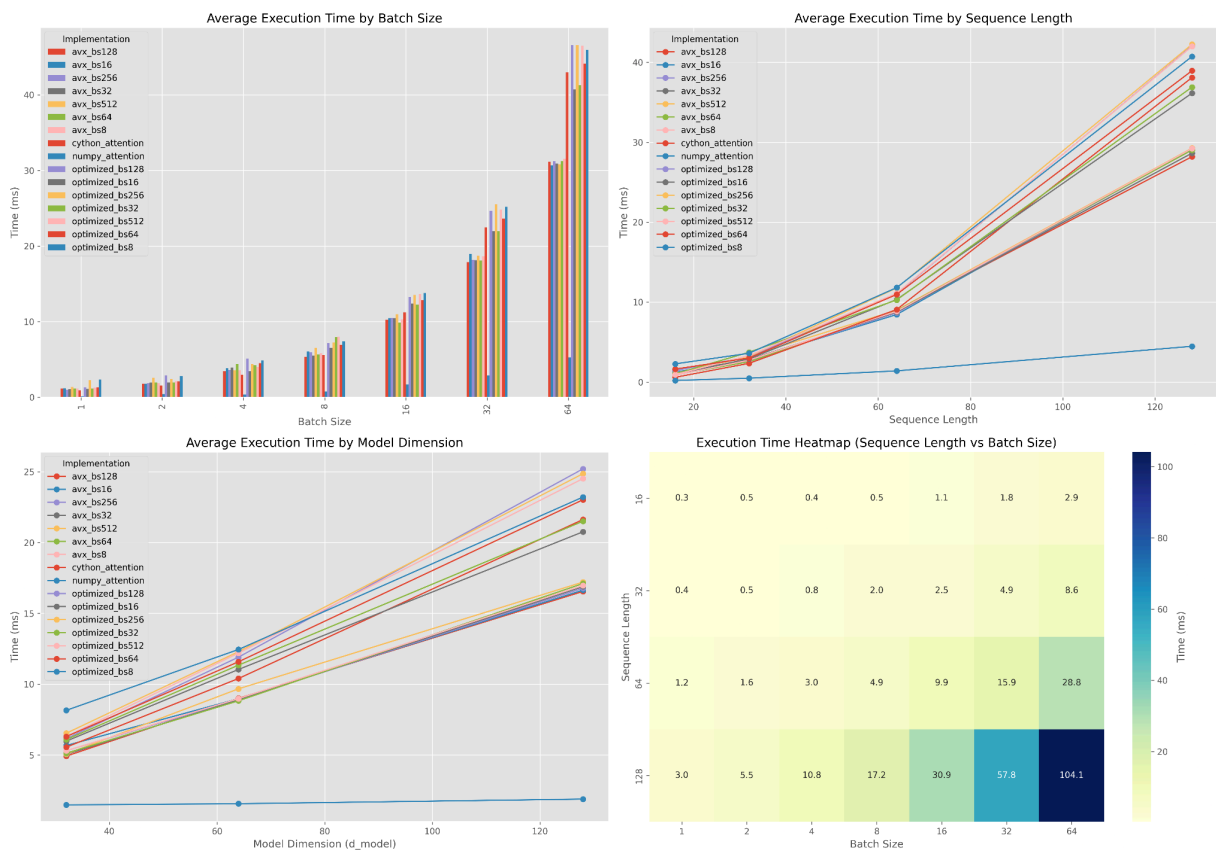 Average Execution Time by Batch Size
Implementation
avx_bs128
avx_bs16
avx_bs256
avx_bs32
avx_bs512
avx_bs64
avx_bs8
cython_attention
numpy_attention
optimized_bs128
optimized_bs16
optimized_bs256
optimized_bs32
optimized_bs512
optimized_bs64
optimized_bs8
Time (ms)
40
30
20
10
0
1 2 4 8 16 32 64
Batch Size
Average Execution Time by Sequence Length
Implementation
avx_bs128
avx_bs16
avx_bs256
avx_bs32
avx_bs512
avx_bs64
avx_bs8
cython_attention
numpy_attention
optimized_bs128
optimized_bs16
optimized_bs256
optimized_bs32
optimized_bs512
optimized_bs64
optimized_bs8
Time (ms)
40
30
20
10
0
20 40 60 80 100 120
Sequence Length
Average Execution Time by Model Dimension
Implementation
avx_bs128
avx_bs16
avx_bs256
avx_bs32
avx_bs512
avx_bs64
avx_bs8
cython_attention
numpy_attention
optimized_bs128
optimized_bs16
optimized_bs256
optimized_bs32
optimized_bs512
optimized_bs64
optimized_bs8
Time (ms)
25
20
15
10
5
40 60 80 100 120
Model Dimension (d_model)
Execution Time Heatmap (Sequence Length vs Batch Size)
Sequence Length
16 0.3 0.5 0.4 0.5 1.1 1.8 2.9
32 0.4 0.5 0.8 2.0 2.5 4.9 8.6
64 1.2 1.6 3.0 4.9 9.9 15.9 28.8
128 3.0 5.5 10.8 17.2 30.9 57.8 104.1
1 2 4 8 16 32 64
Batch Size
100
80
60
40
20
Time (ms)